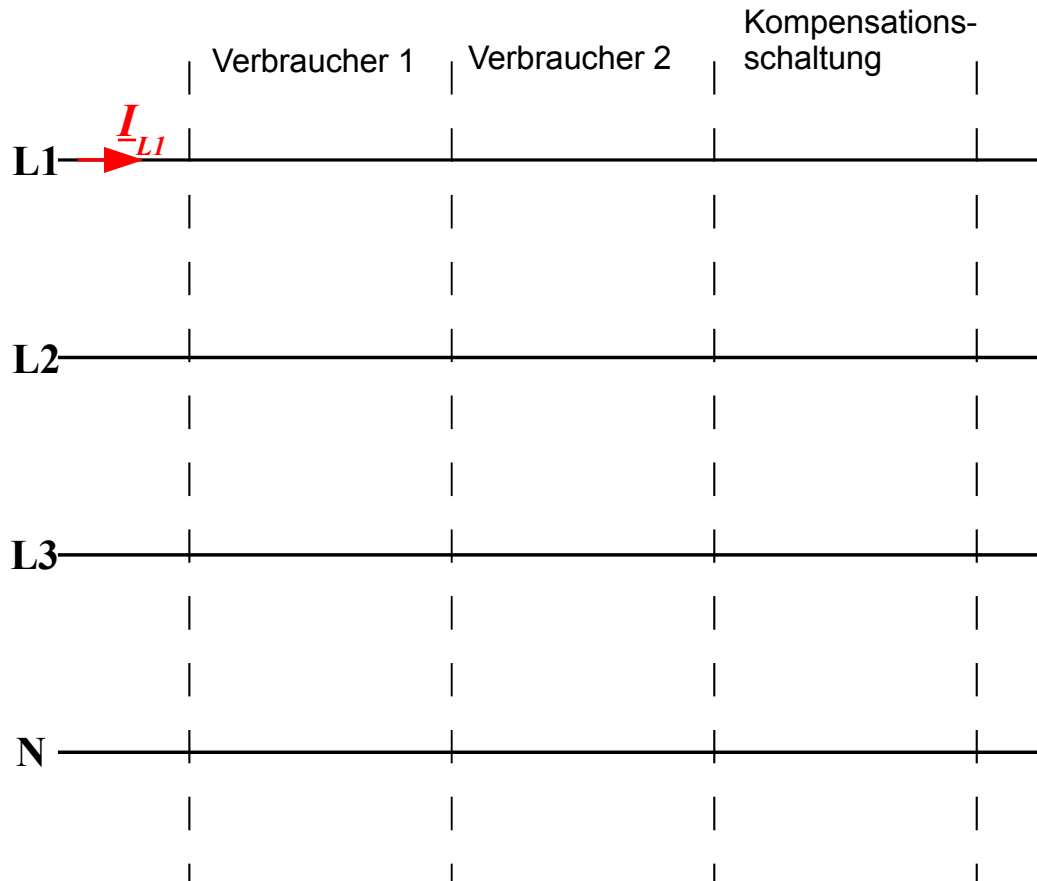 Kompensations-
Verbraucher 1 Verbraucher 2 schaltung
I L1
L1
L2
L3
N